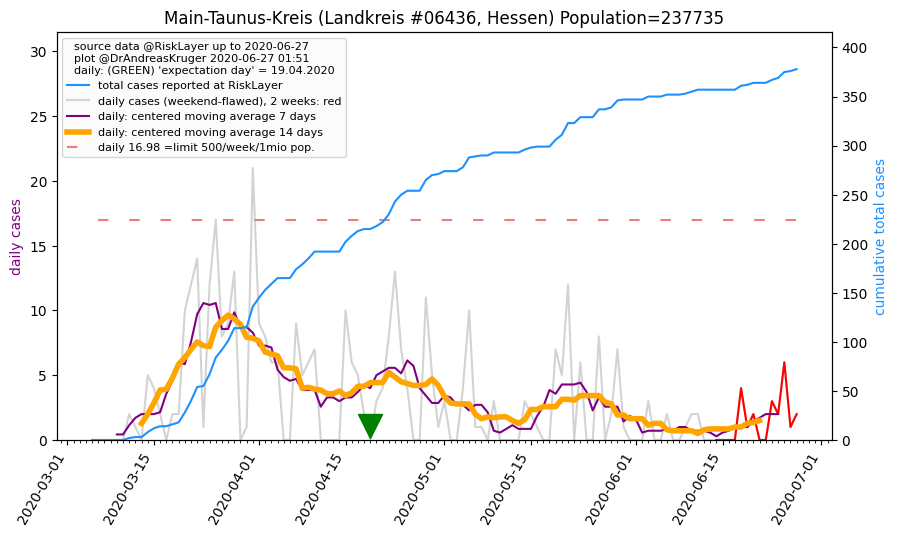 Main-Taunus-Kreis (Landkreis #06436, Hessen) Population=237735
source data @RiskLayer up to 2020-06-27
plot @DrAndreasKruger 2020-06-27 01:51
daily: (GREEN) 'expectation day' = 19.04.2020
total cases reported at RiskLayer
daily cases (weekend-flawed), 2 weeks: red
daily: centered moving average 7 days
daily: centered moving average 14 days
daily 16.98 =limit 500/week/1mio pop.
daily cases
30
25
20
15
10
5
0
cumulative total cases
400
350
300
250
200
150
100
50
0
2020-03-01
2020-03-15
2020-04-01
2020-04-15
2020-05-01
2020-05-15
2020-06-01
2020-06-15
2020-07-01